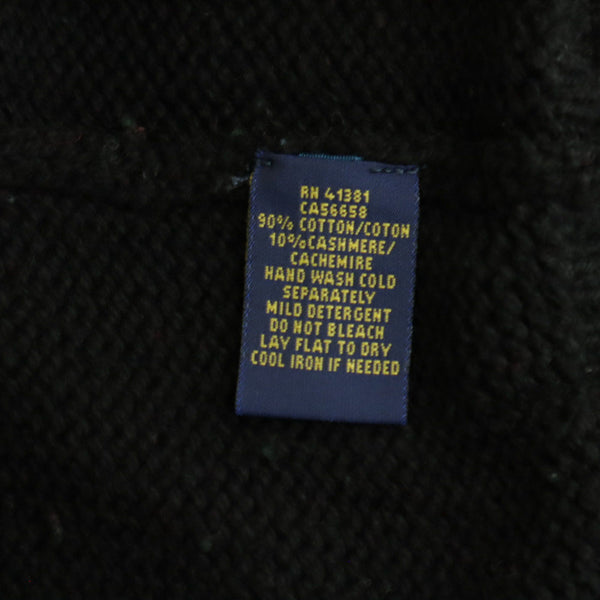 RN 41381
CA56658
90% COTTON/COTON
10%CASHMERE/
CACHEMIRE
HAND WASH COLD
SEPARATELY
MILD DETERGENT
DO NOT BLEACH
LAY FLAT TO DRY
COOL IRON IF NEEDED